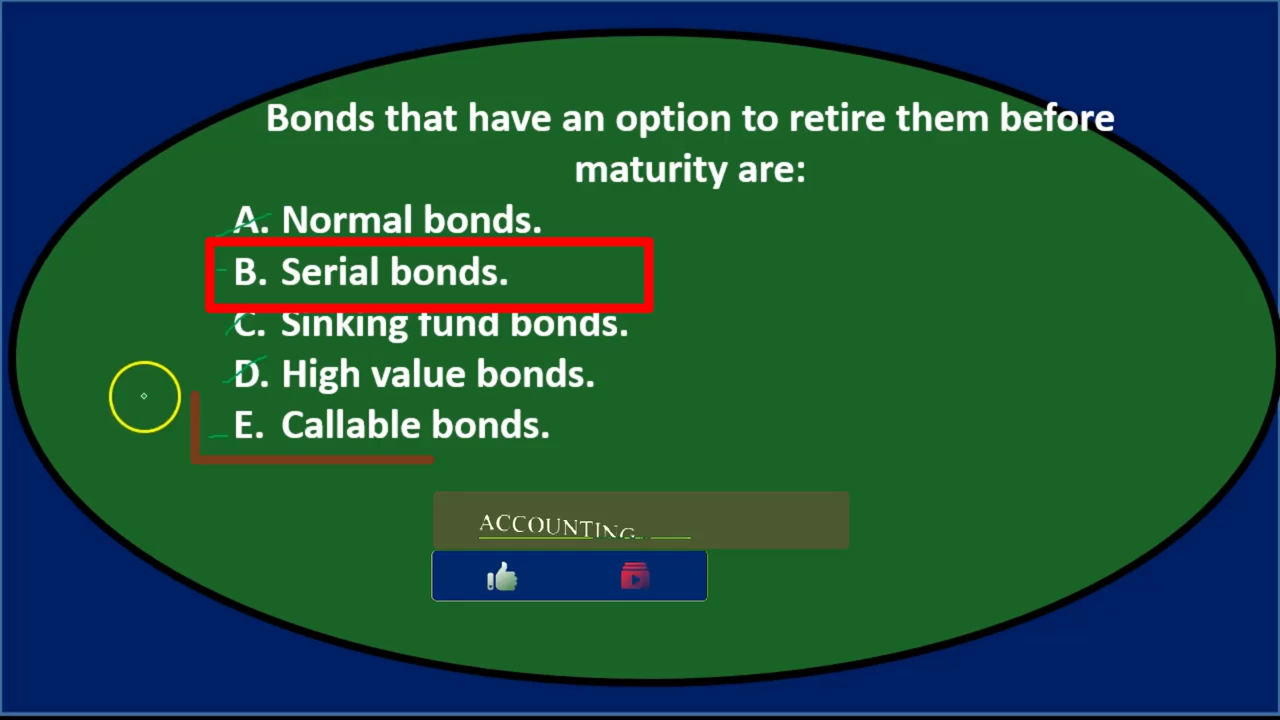 Bonds that have an option to retire them before
maturity are:
A. Normal bonds.
B. Serial bonds.
C. Sinking fund bonds.
D. High value bonds.
E. Callable bonds.
ACCOUNTING